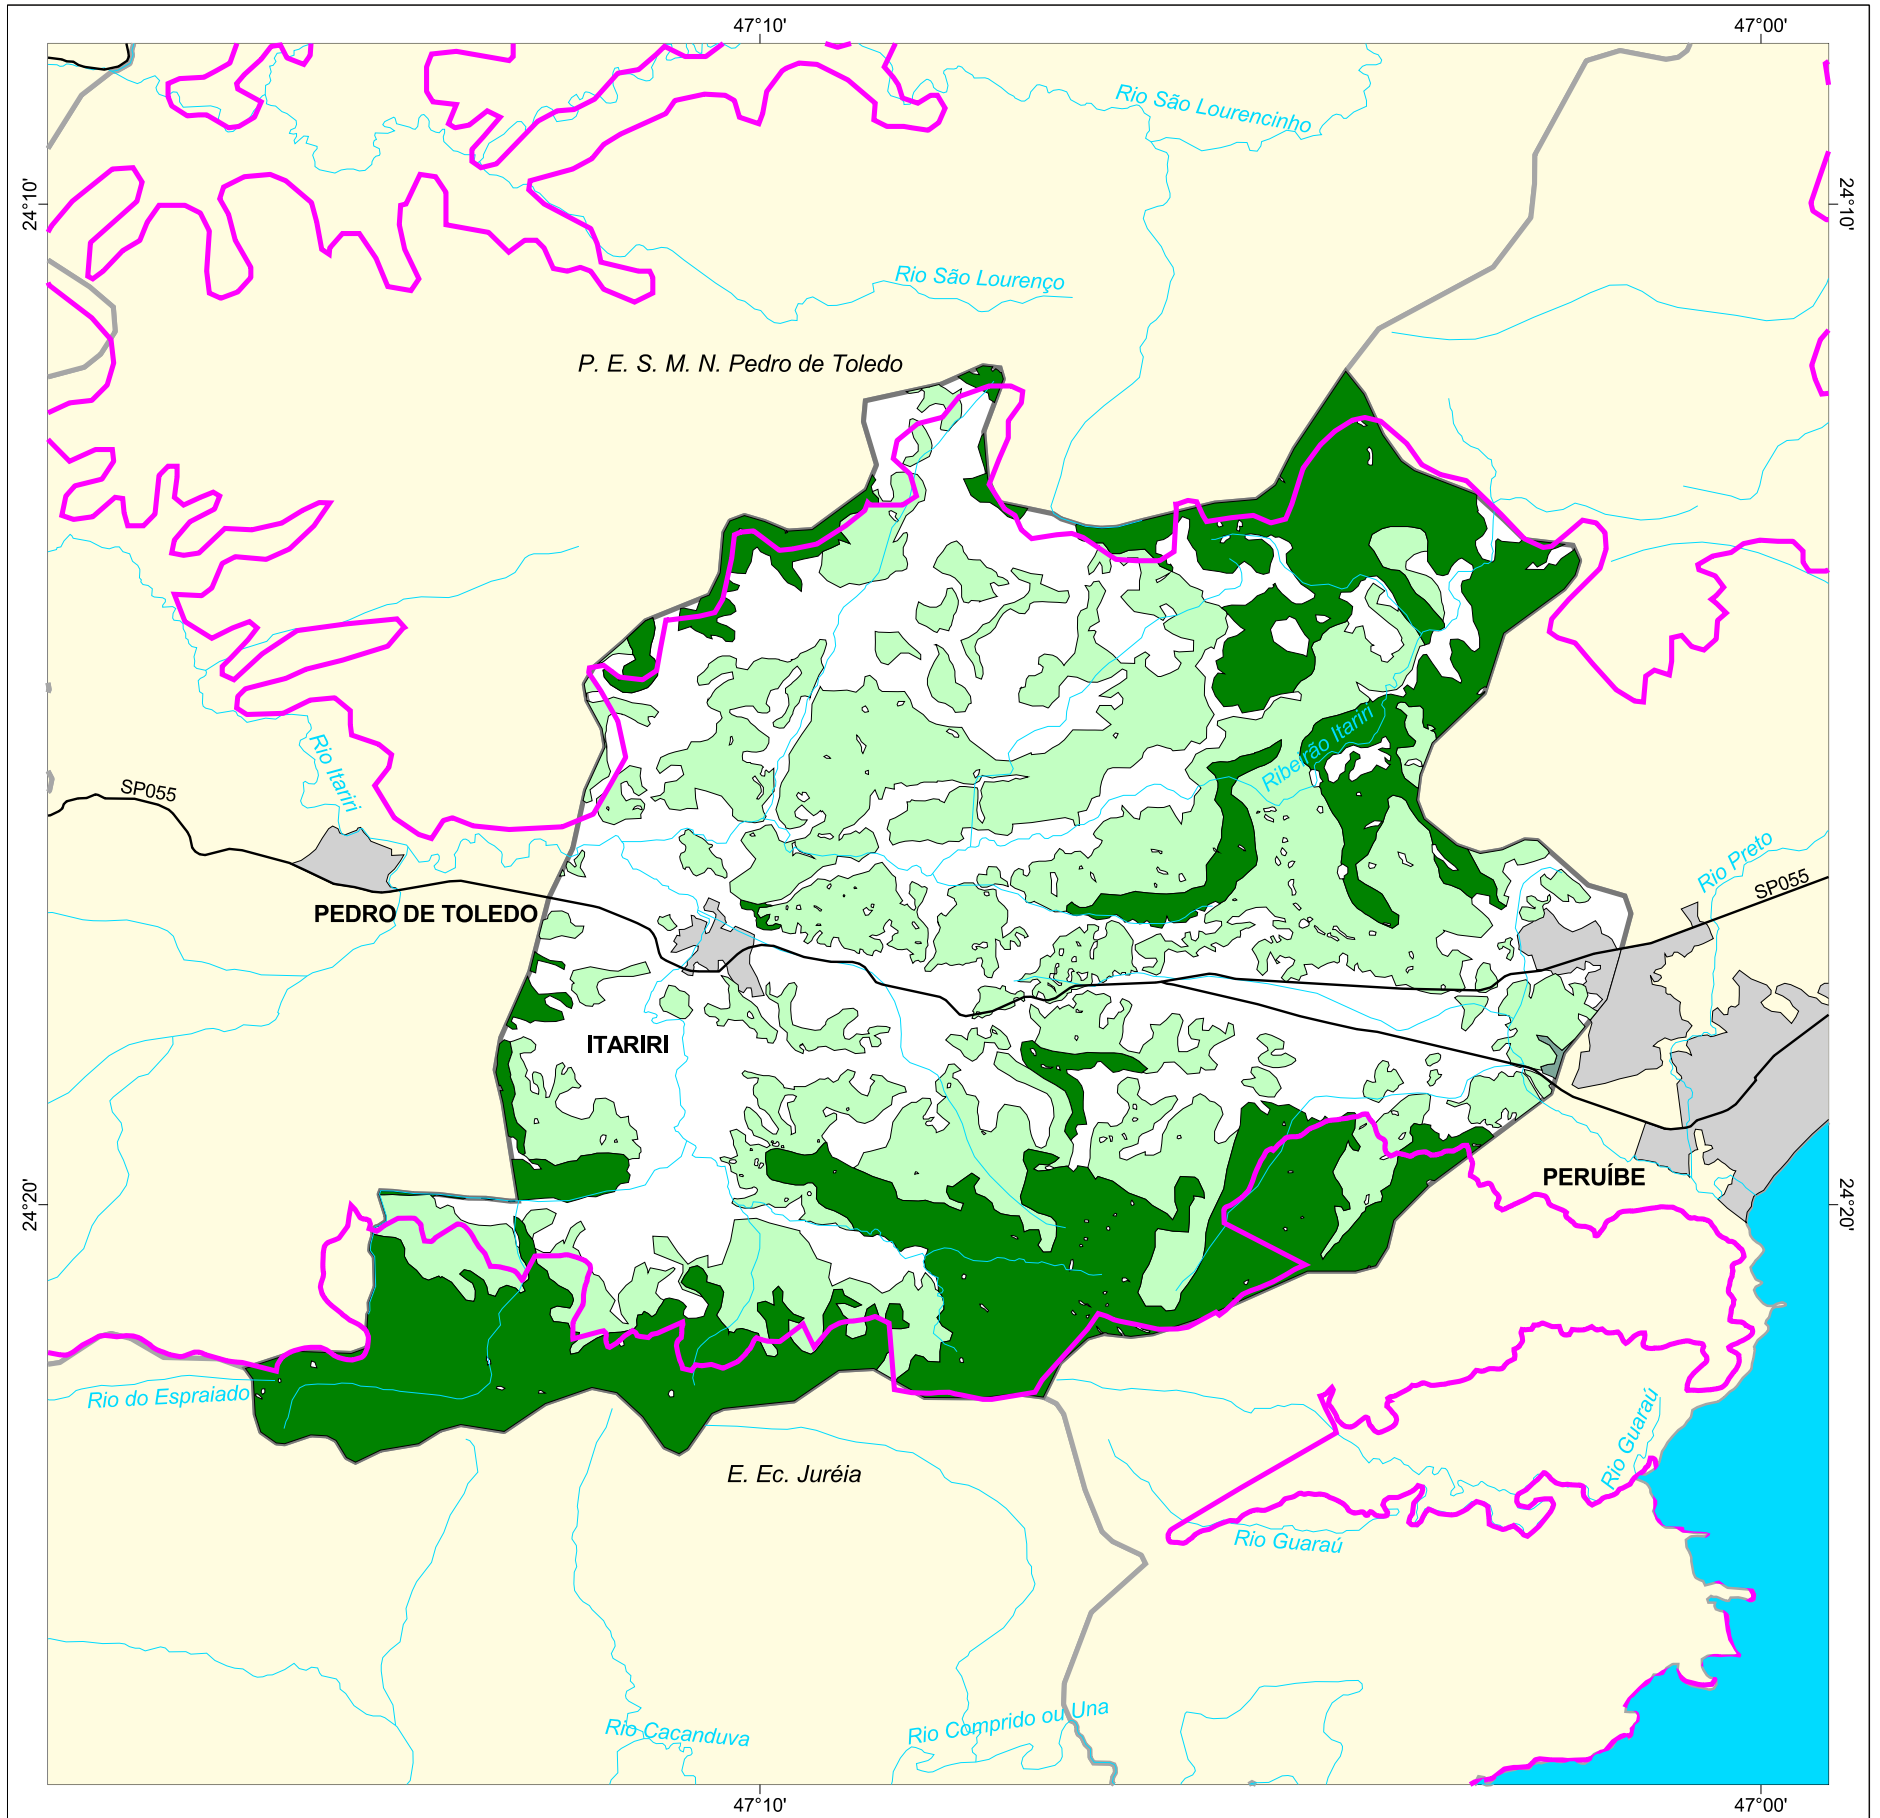 47°10'
47°00'
Rio São Lourencinho
24°10'
24°10'
Rio São Lourenço
P. E. S. M. N. Pedro de Toledo
Ribeirão Itariri
Rio Itariri
SP055
Rio Preto
SP055
PEDRO DE TOLEDO
ITARIRI
PERUÍBE
24°20'
24°20'
Rio do Espraiado
Rio Guaraú
E. Ec. Juréia
Rio Guaraú
Rio Cacanduva
Rio Comprido ou Una
47°10'
47°00'